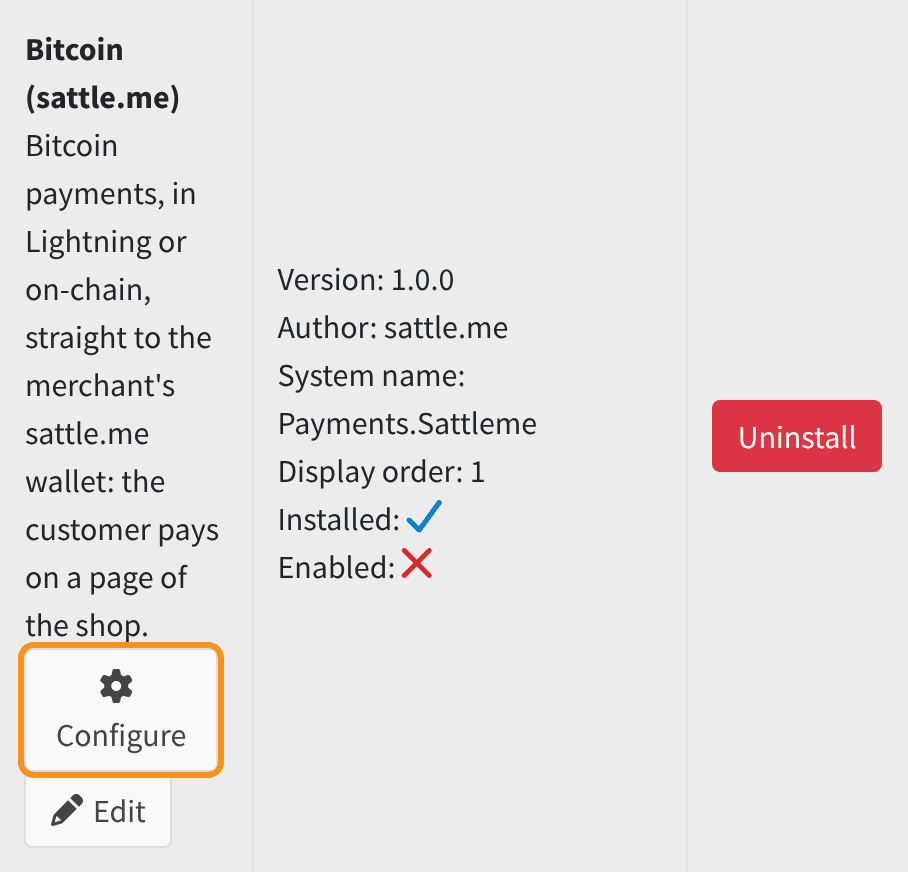 Bitcoin
(sattle.me)
Bitcoin
payments, in
Lightning or
on-chain,
straight to the
merchant's
sattle.me
wallet: the
customer pays
on a page of
the shop.
Configure
Edit
Version: 1.0.0
Author: sattle.me
System name:
Payments.Sattleme
Display order: 1
Installed:
Enabled:
Uninstall